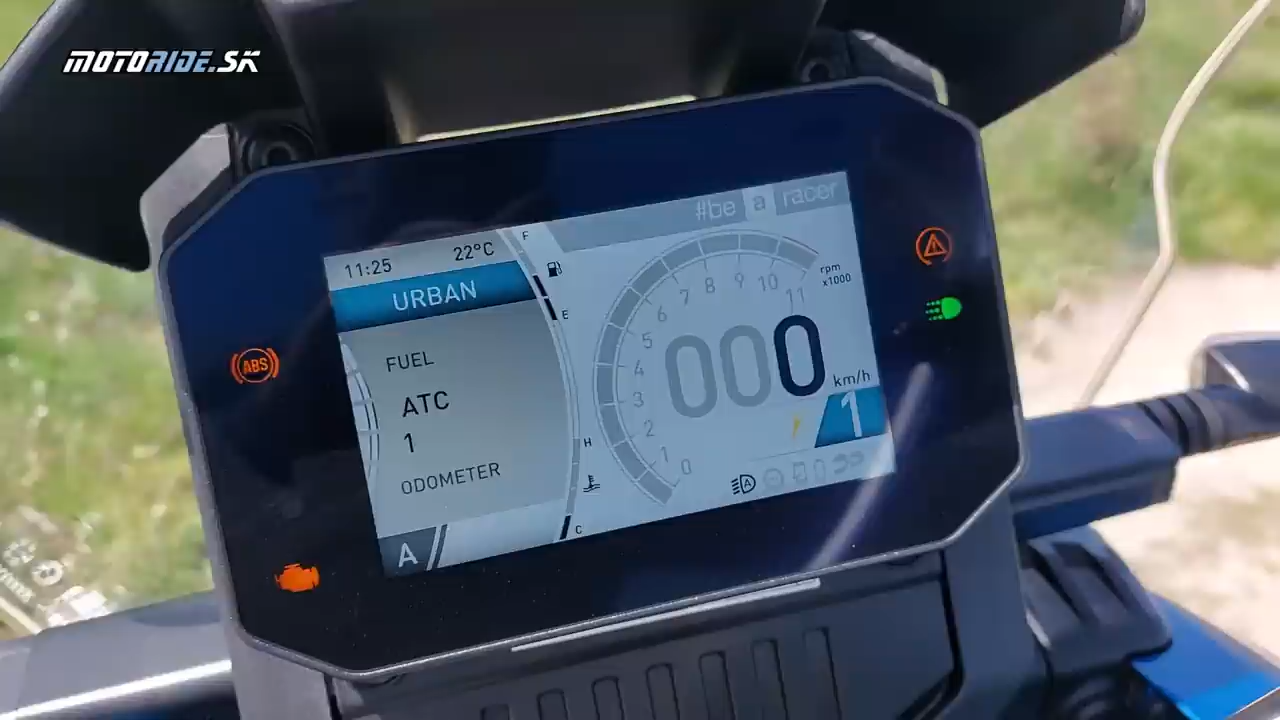 MOTORIDE.SK
#be a racer
11:25 22°C
URBAN
FUEL
ATC
1
ODOMETER
A
F
E
H
C
0
1
2
3
4
5
6
7
8
9
10
11
rpm
x1000
000
km/h
1
A
ABS